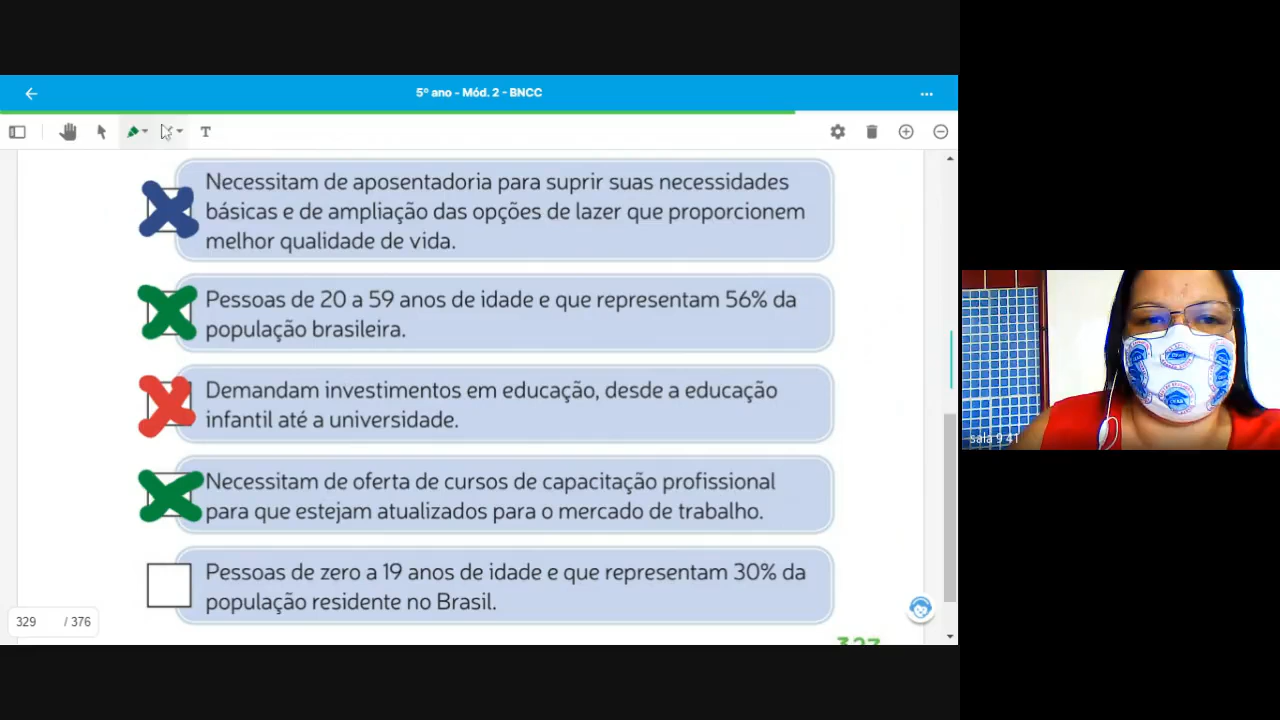 5º ano - Mód. 2 - BNCC
T
Necessitam de aposentadoria para suprir suas necessidades
básicas e de ampliação das opções de lazer que proporcionem
melhor qualidade de vida.
Pessoas de 20 a 59 anos de idade e que representam 56% da
população brasileira.
Demandam investimentos em educação, desde a educação
infantil até a universidade.
Necessitam de oferta de cursos de capacitação profissional
para que estejam atualizados para o mercado de trabalho.
Pessoas de zero a 19 anos de idade e que representam 30% da
população residente no Brasil.
329 / 376
sala 9 41